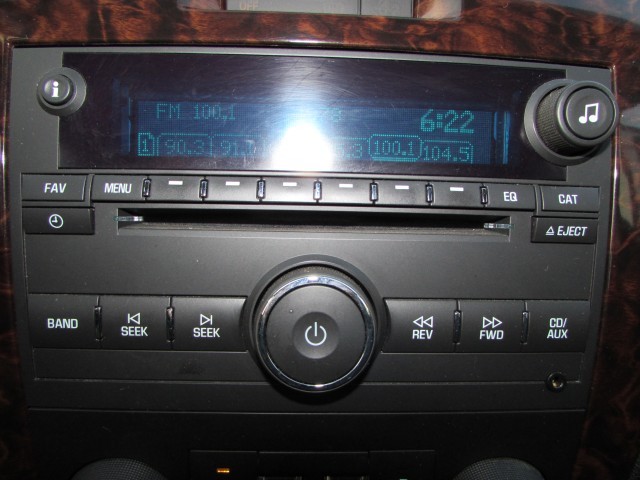 OFF
i
FM 100.1
6:22
1 90.3 100.1 104.5
FAV MENU EQ CAT
EJECT
BAND SEEK SEEK REV FWD CD/
AUX